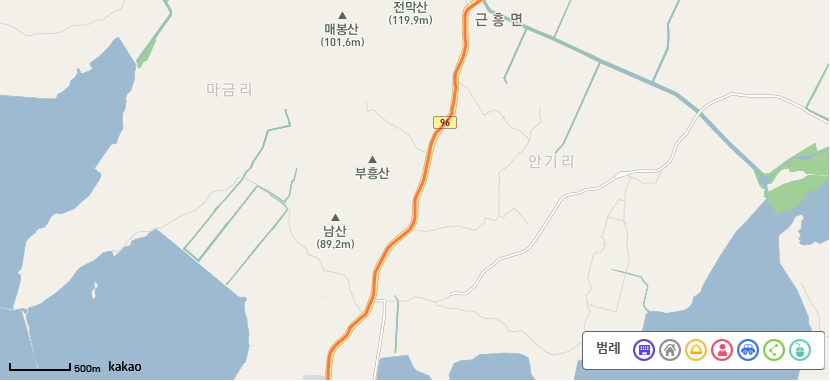 전막산
(119.9m)
근흥면
매봉산
(101.6m)
마금리
96
안기리
부흥산
남산
(89.2m)
범례
500m kakao